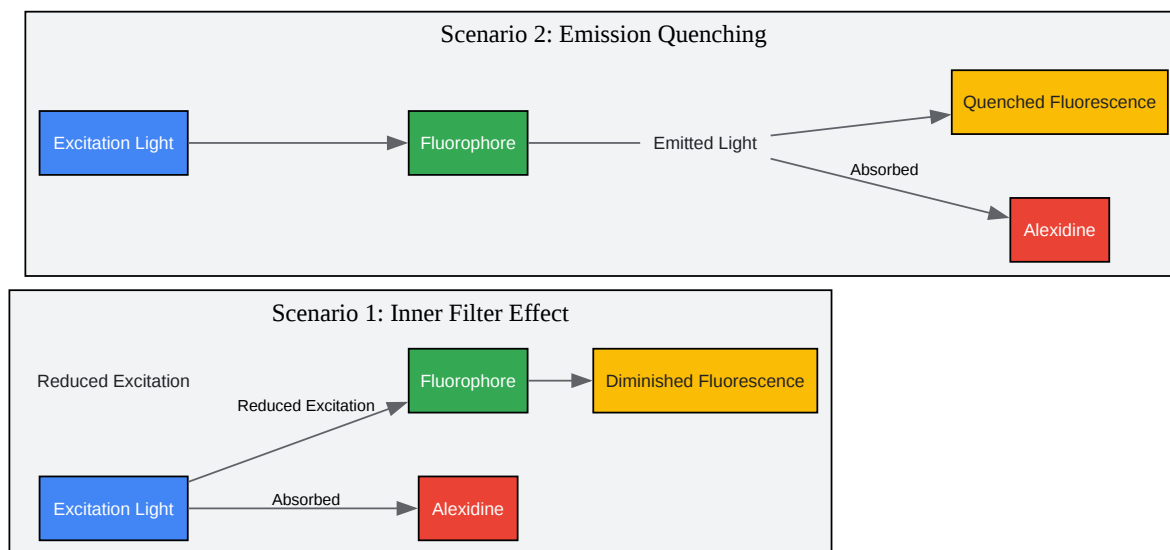 Scenario 2: Emission Quenching
Quenched Fluorescence
Excitation Light
Fluorophore
Emitted Light
Absorbed
Alexidine
Scenario 1: Inner Filter Effect
Reduced Excitation
Fluorophore
Diminished Fluorescence
Reduced Excitation
Excitation Light
Absorbed
Alexidine